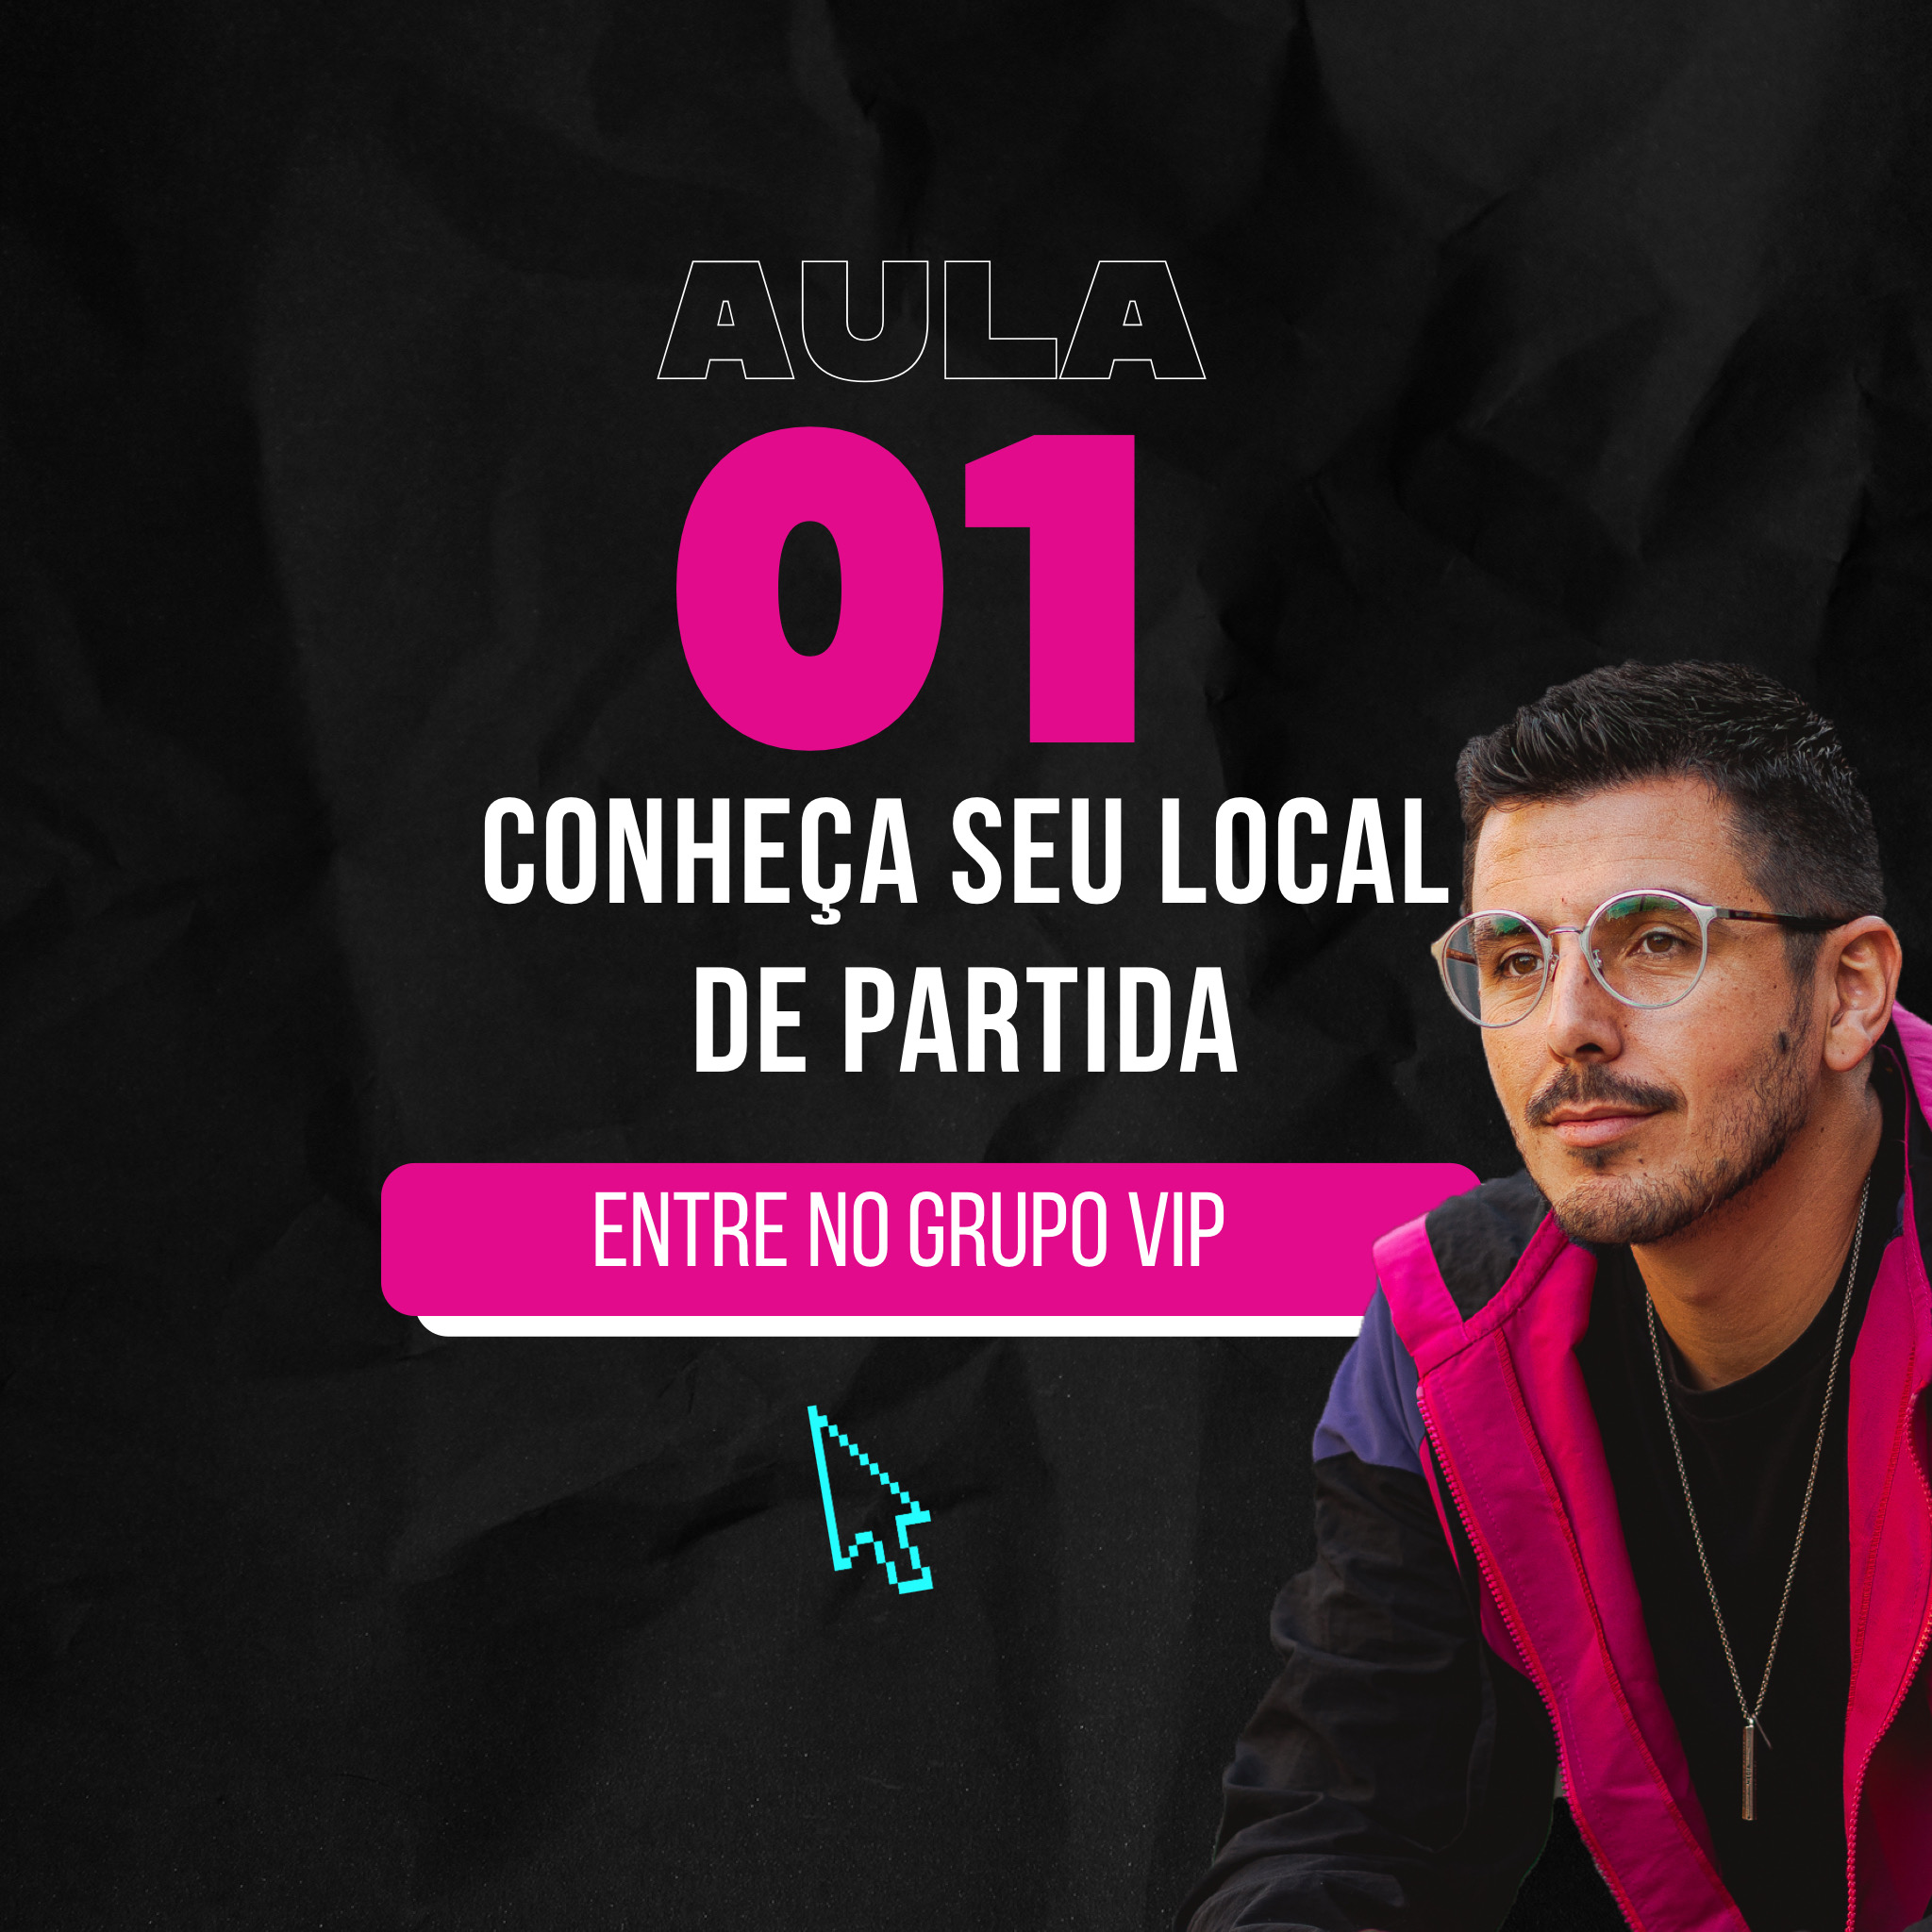 AULA
01
CONHEÇA SEU LOCAL
DE PARTIDA
ENTRE NO GRUPO VIP